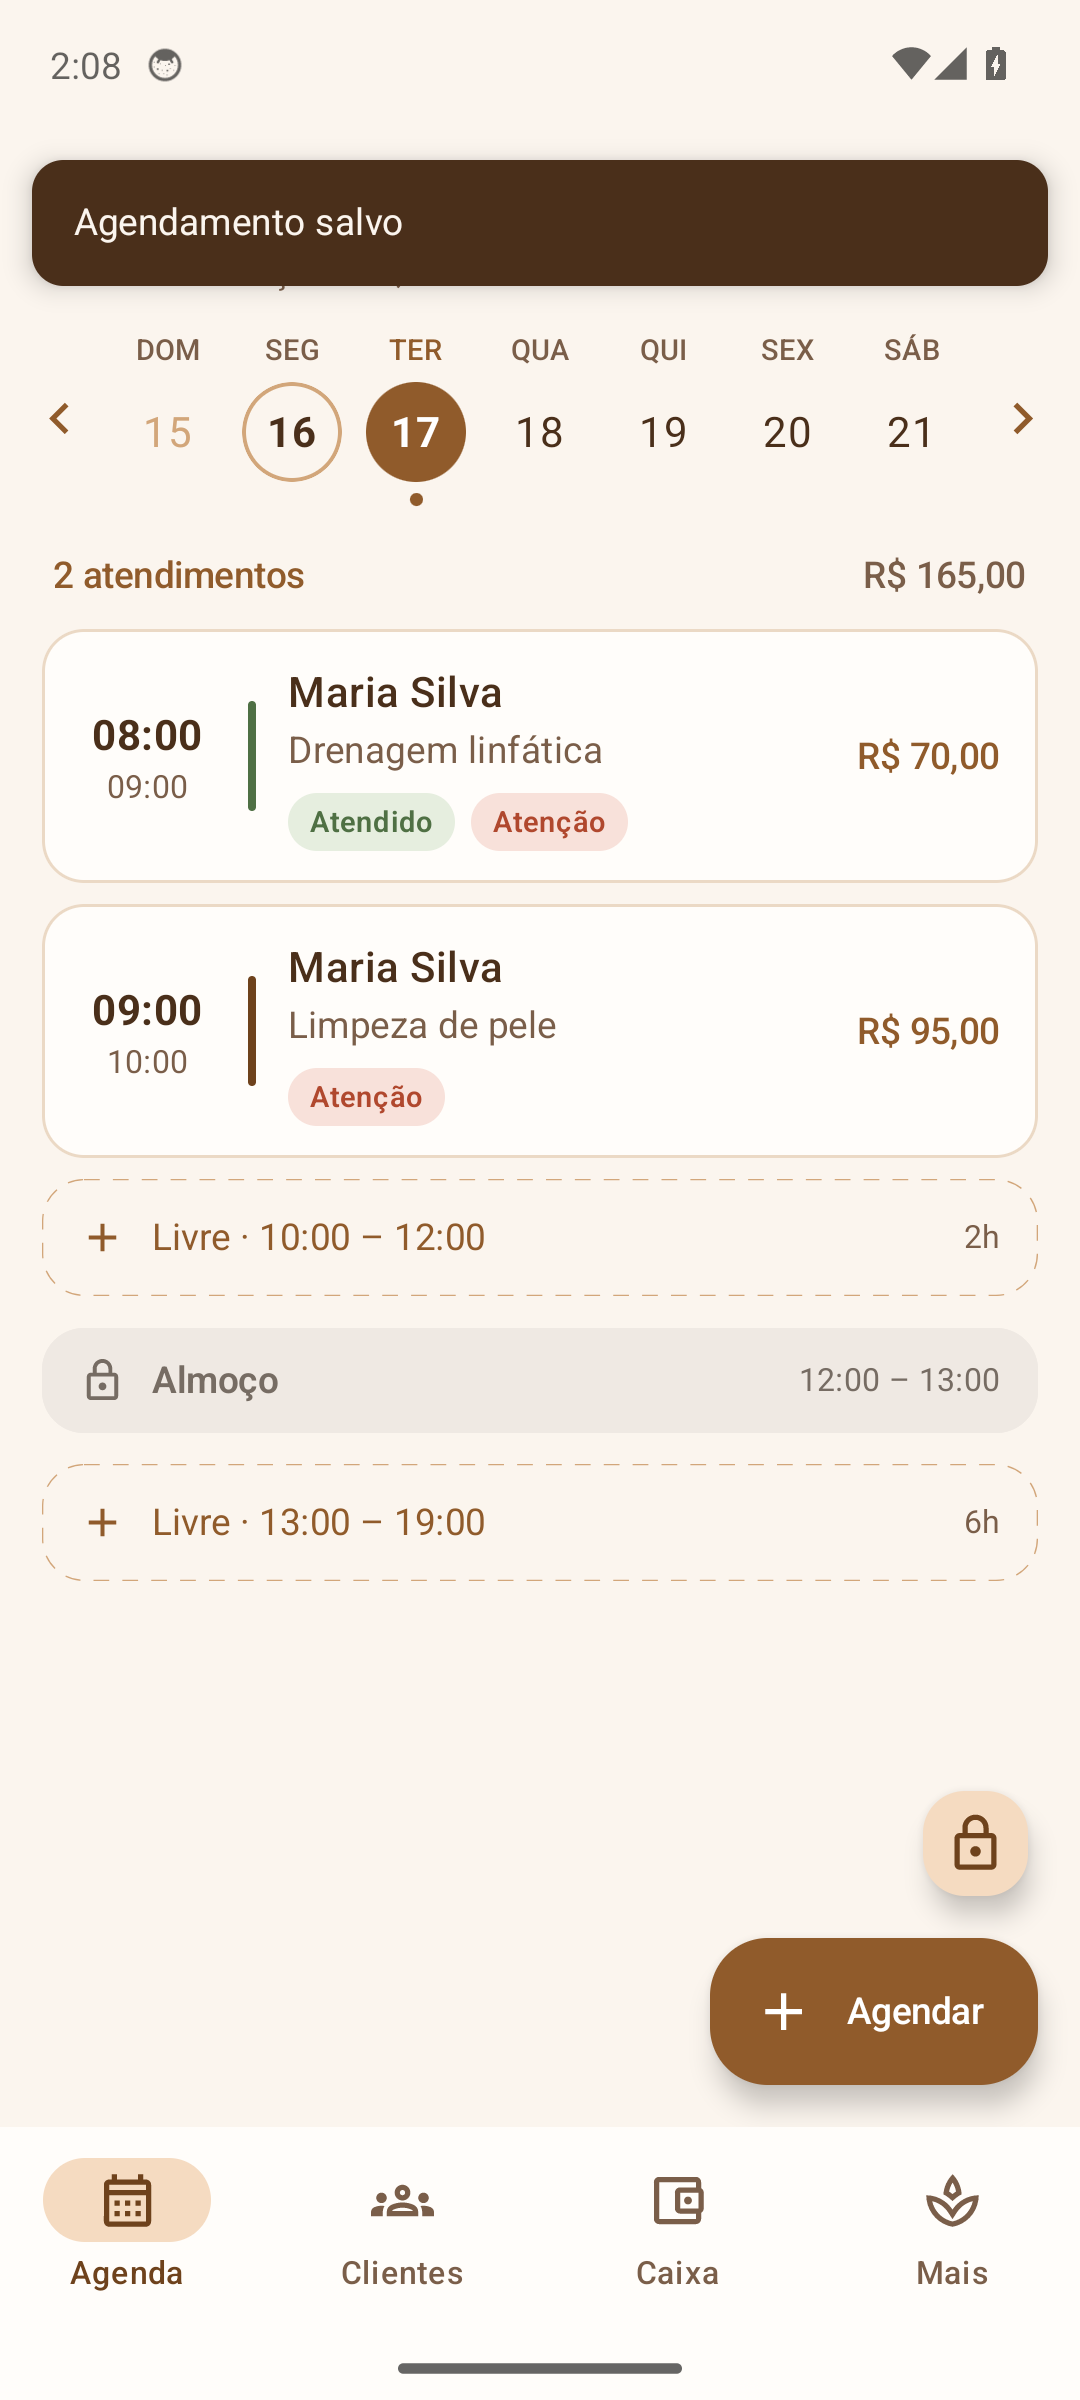 2:08
Agendamento salvo
DOM SEG TER QUA QUI SEX SÁB
15 16 17 18 19 20 21
2 atendimentos R$ 165,00
Maria Silva
08:00
Drenagem linfática R$ 70,00
09:00
Atendido Atenção
Maria Silva
09:00
Limpeza de pele R$ 95,00
10:00
Atenção
Livre · 10:00 – 12:00 2h
Almoço 12:00 – 13:00
Livre · 13:00 – 19:00 6h
Agendar
Agenda Clientes Caixa Mais